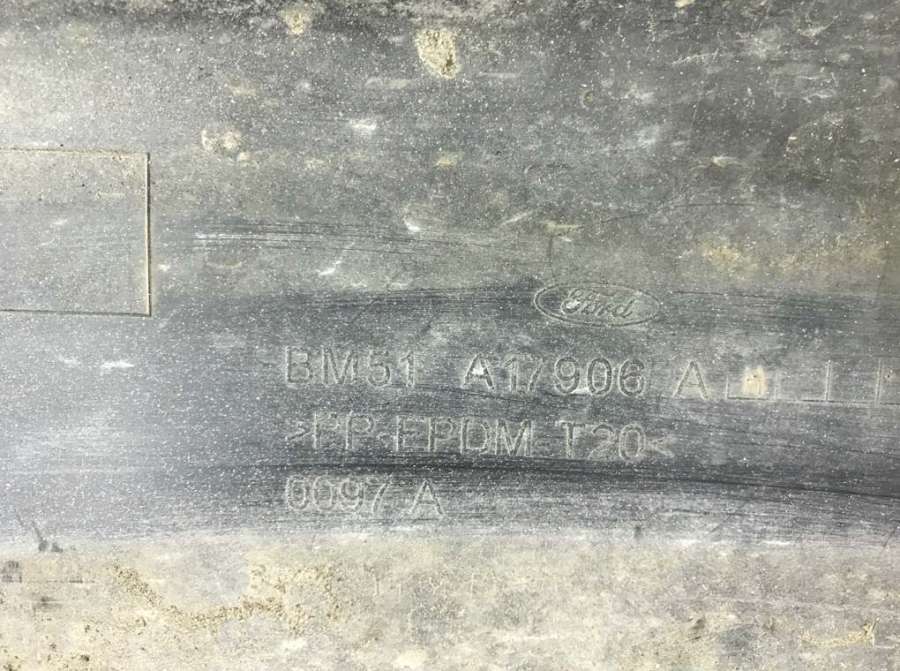 Ford
BM51 A17906 A
>PP-EPDM-T20<
0097 A